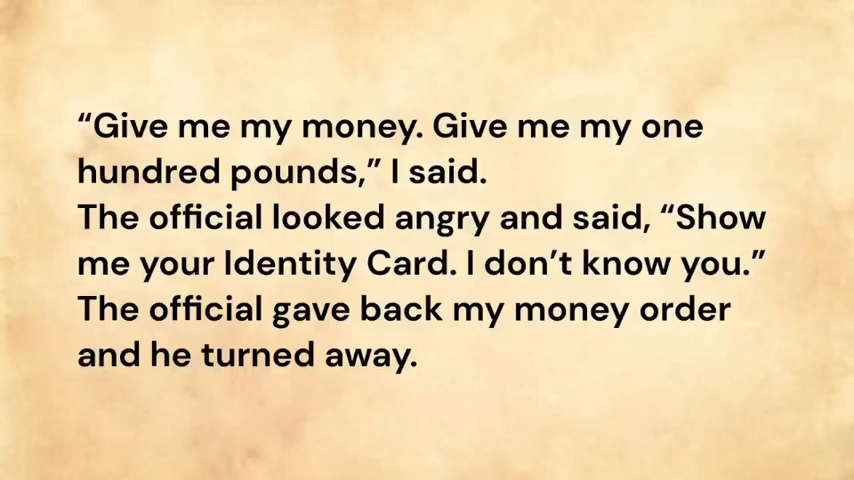 “Give me my money. Give me my one
hundred pounds,” I said.
The official looked angry and said, “Show
me your Identity Card. I don’t know you.”
The official gave back my money order
and he turned away.